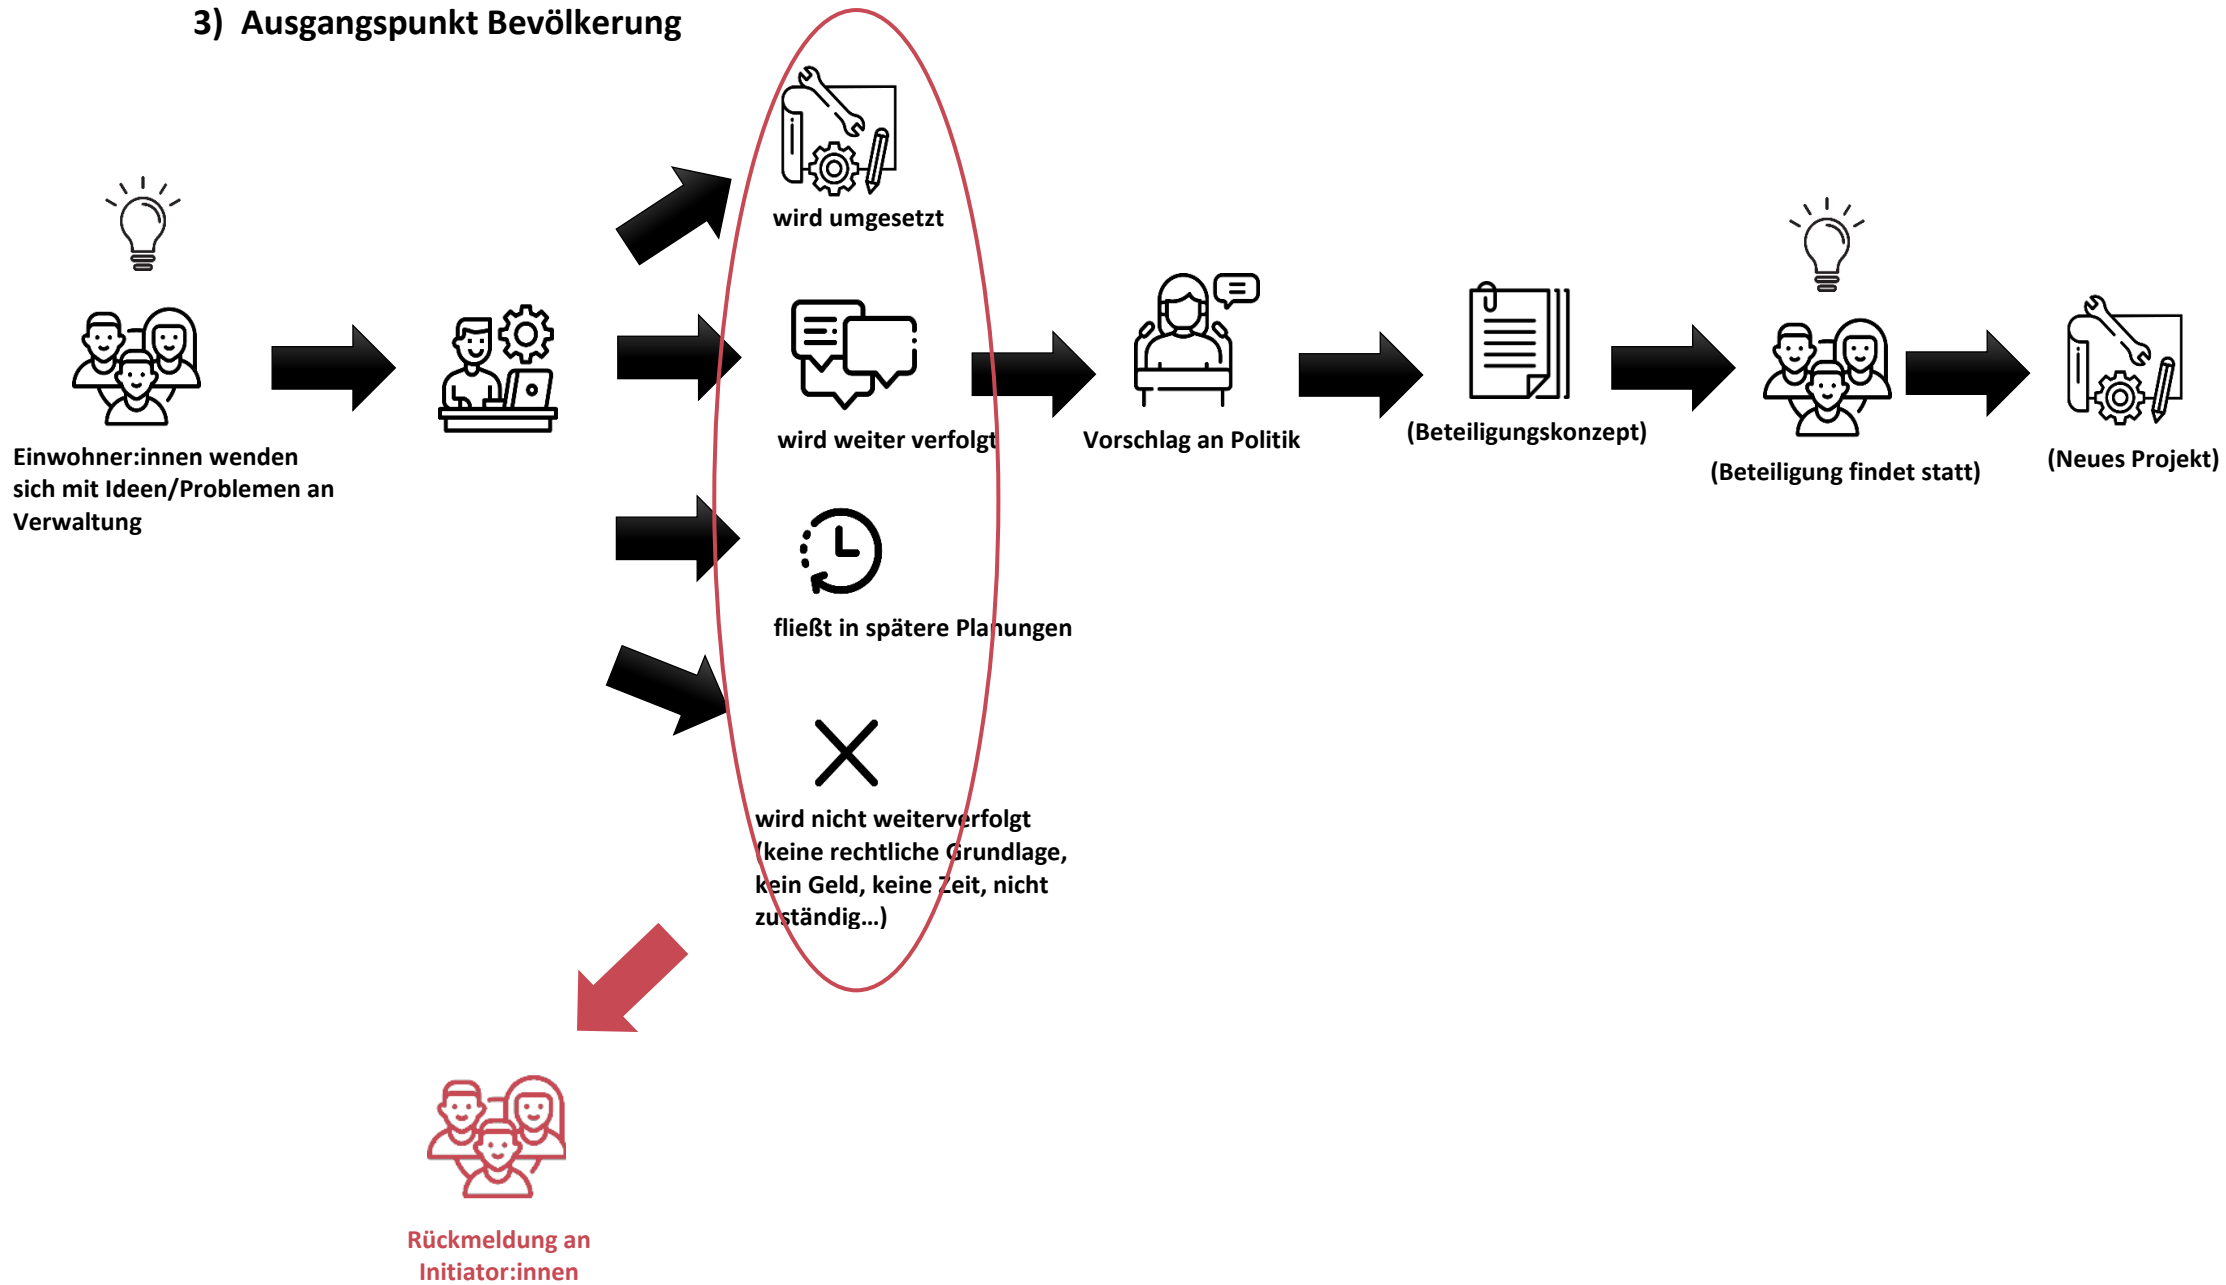 3) Ausgangspunkt Bevölkerung
wird umgesetzt
Einwohner:innen wenden
sich mit Ideen/Problemen an
Verwaltung
wird weiter verfolgt
Vorschlag an Politik
(Beteiligungskonzept)
(Beteiligung findet statt)
(Neues Projekt)
fließt in spätere Planungen
wird nicht weiterverfolgt
(keine rechtliche Grundlage,
kein Geld, keine Zeit, nicht
zuständig…)
Rückmeldung an
Initiator:innen